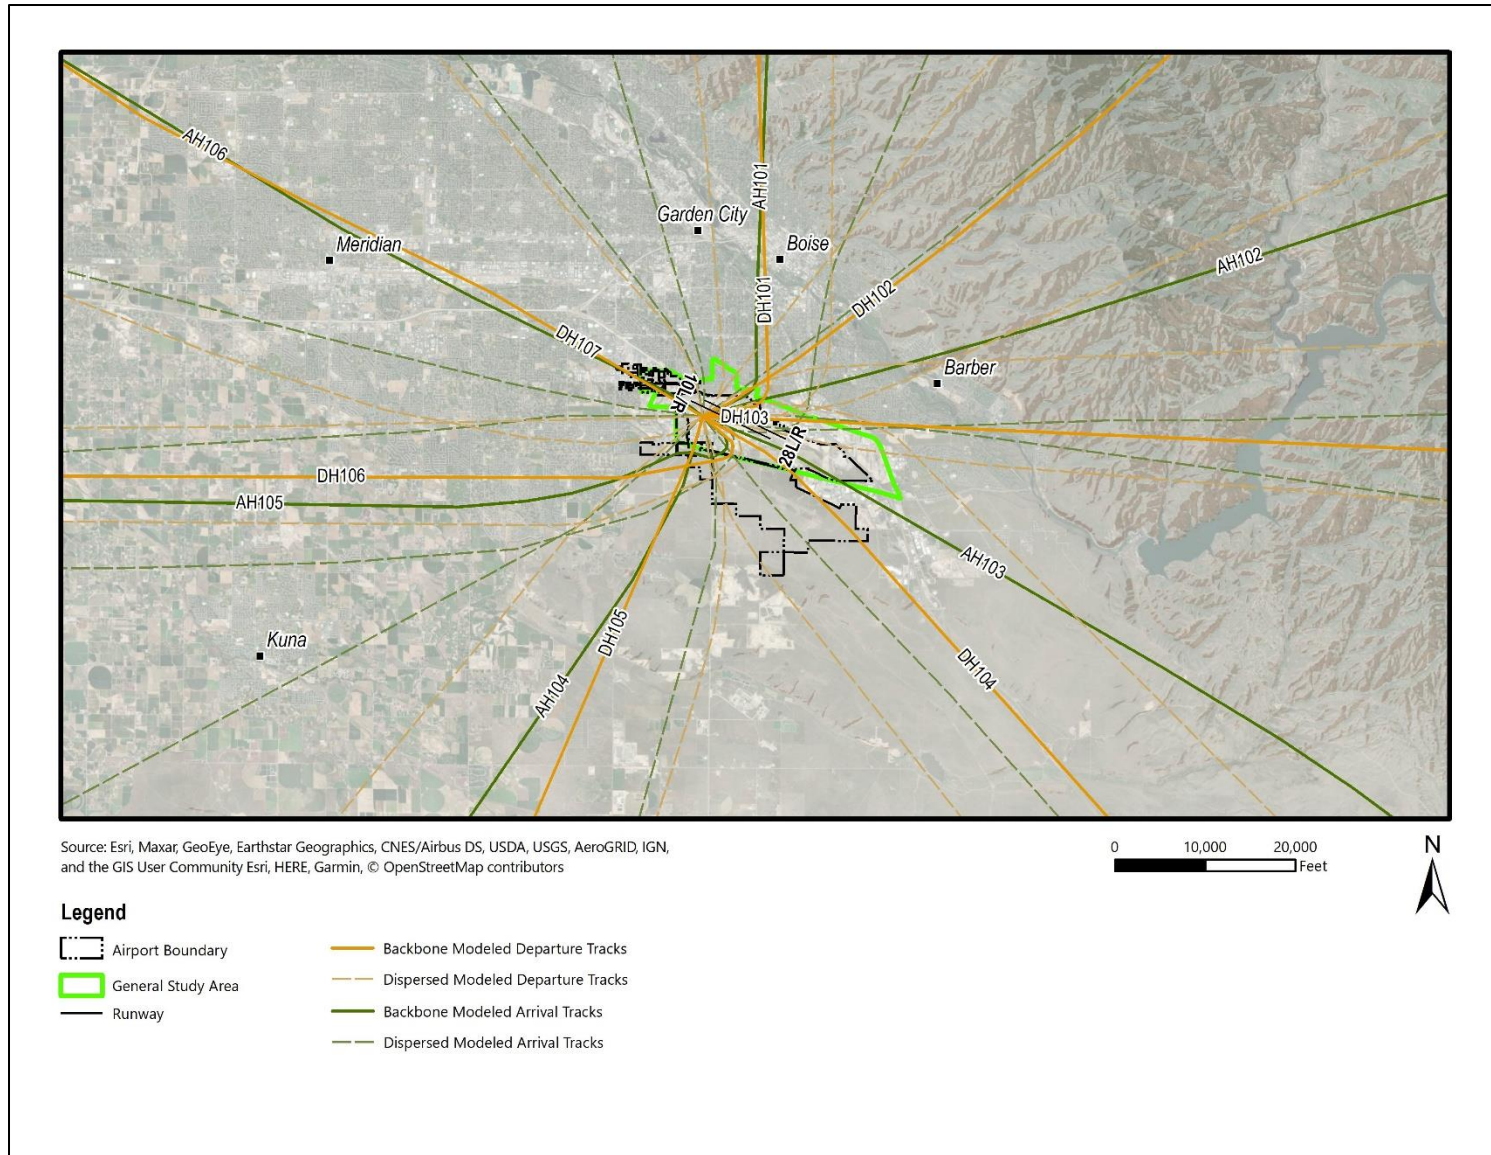 AH106
AH101
Garden City
Meridian
Boise
AH102
DH101
DH102
DH107
Barber
10L/R
DH103
28L/R
DH106
AH105
AH103
Kuna
DH105
DH104
AH104
Source: Esri, Maxar, GeoEye, Earthstar Geographics, CNES/Airbus DS, USDA, USGS, AeroGRID, IGN,
and the GIS User Community Esri, HERE, Garmin, © OpenStreetMap contributors
0 10,000 20,000
Feet
N
Legend
Airport Boundary
General Study Area
Runway
Backbone Modeled Departure Tracks
Dispersed Modeled Departure Tracks
Backbone Modeled Arrival Tracks
Dispersed Modeled Arrival Tracks